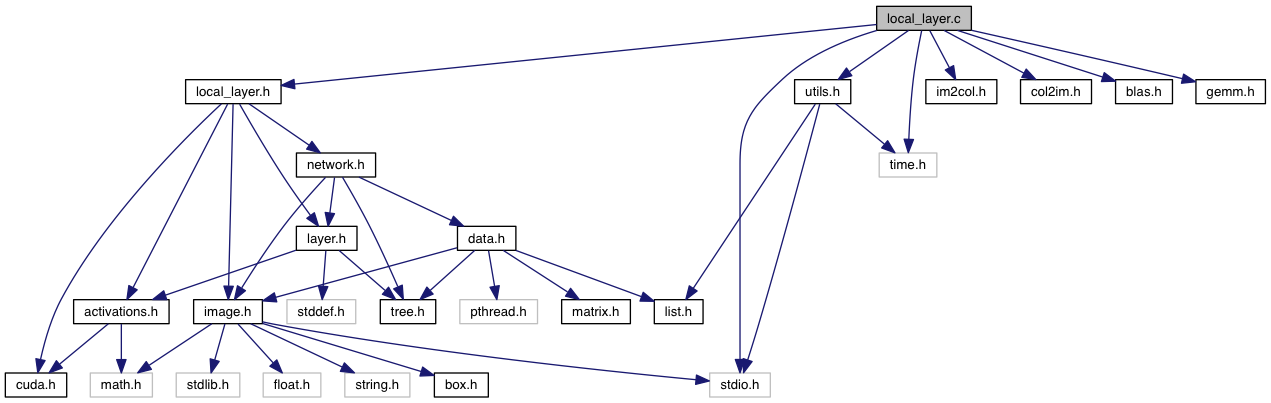 local_layer.c
local_layer.h
utils.h
im2col.h
col2im.h
blas.h
gemm.h
network.h
time.h
layer.h
data.h
activations.h
image.h
stddef.h
tree.h
pthread.h
matrix.h
list.h
cuda.h
math.h
stdlib.h
float.h
string.h
box.h
stdio.h